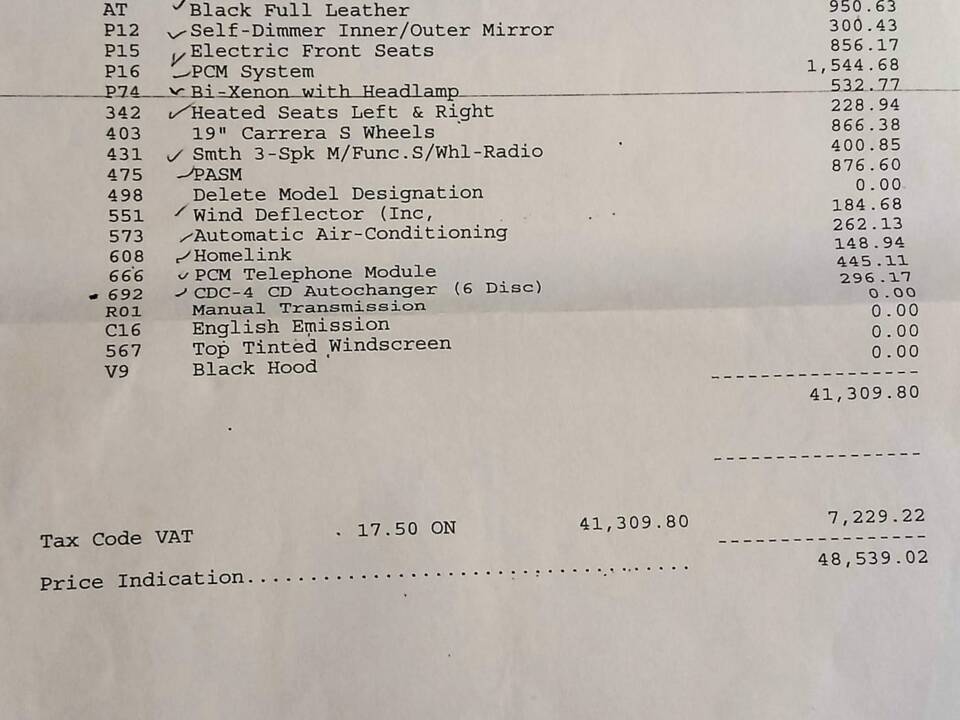 AT Black Full Leather 950.63
P12 Self-Dimmer Inner/Outer Mirror 300.43
P15 Electric Front Seats 856.17
P16 PCM System 1,544.68
P74 Bi-Xenon with Headlamp 532.77
342 Heated Seats Left & Right 228.94
403 19" Carrera S Wheels 866.38
431 Smth 3-Spk M/Func.S/Whl-Radio 400.85
475 PASM 876.60
498 Delete Model Designation 0.00
551 Wind Deflector (Inc, 184.68
573 Automatic Air-Conditioning 262.13
608 Homelink 148.94
666 PCM Telephone Module 445.11
692 CDC-4 CD Autochanger (6 Disc) 296.17
R01 Manual Transmission 0.00
C16 English Emission 0.00
567 Top Tinted Windscreen 0.00
V9 Black Hood 0.00
41,309.80
Tax Code VAT 17.50 ON 41,309.80 7,229.22
Price Indication................................... 48,539.02